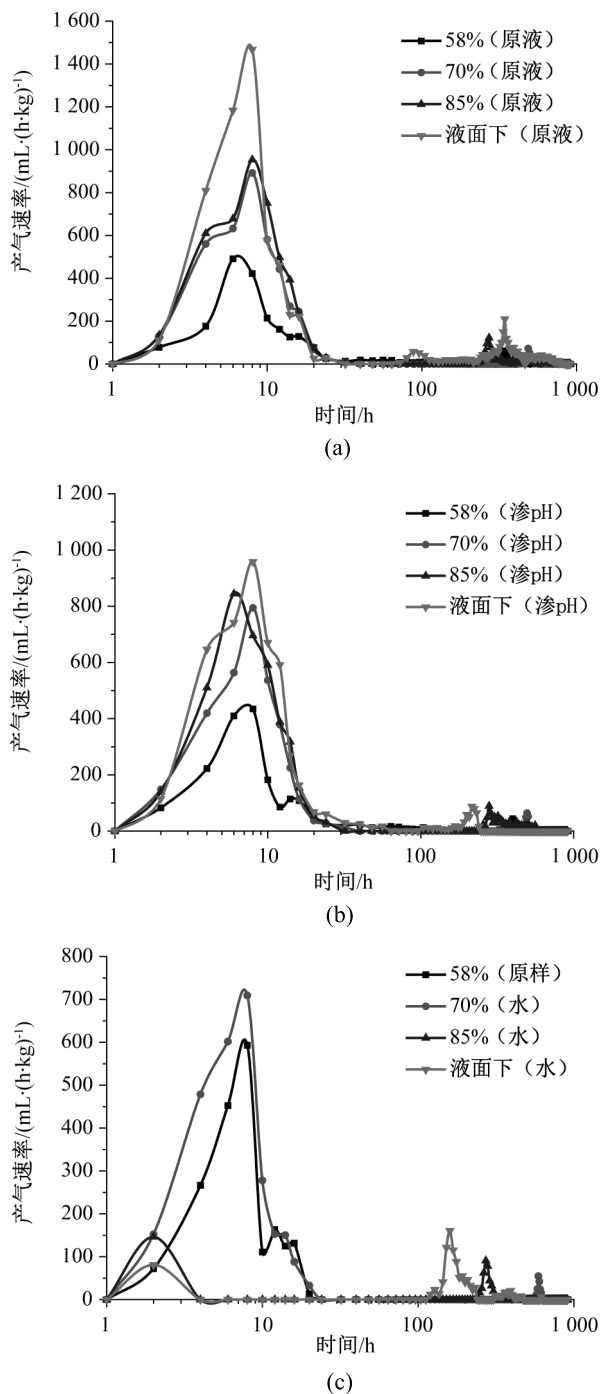 1 600
1 400
1 200
1 000
800
600
400
200
0
产气速率/(mL·(h·kg)-1)
58%（原液）
70%（原液）
85%（原液）
液面下（原液）
1
10
100
1 000
时间/h
(a)
1 200
1 000
800
600
400
200
0
产气速率/(mL·(h·kg)-1)
58%（渗pH）
70%（渗pH）
85%（渗pH）
液面下（渗pH）
1
10
100
1 000
时间/h
(b)
800
700
600
500
400
300
200
100
0
产气速率/(mL·(h·kg)-1)
58%（原样）
70%（水）
85%（水）
液面下（水）
1
10
100
1 000
时间/h
(c)